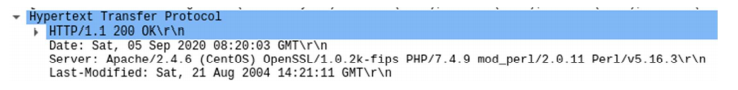 Hypertext Transfer Protocol
HTTP/1.1 200 OK\r\n
Date: Sat, 05 Sep 2020 08:20:03 GMT\r\n
Server: Apache/2.4.6 (CentOS) OpenSSL/1.0.2k-fips PHP/7.4.9 mod_perl/2.0.11 Perl/v5.16.3\r\n
Last-Modified: Sat, 21 Aug 2004 14:21:11 GMT\r\n